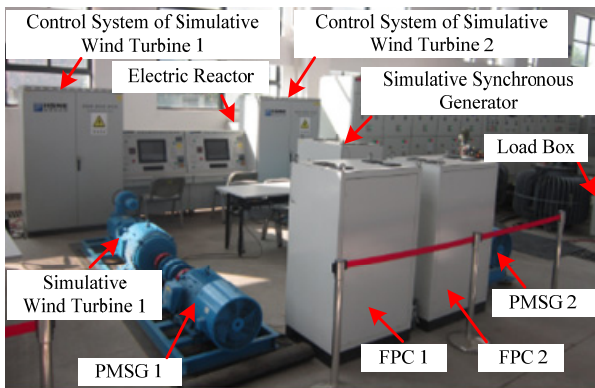 Control System of Simulative
Wind Turbine 1
Control System of Simulative
Wind Turbine 2
Electric Reactor
Simulative Synchronous
Generator
Load Box
Simulative
Wind Turbine 1
PMSG 1
FPC 1
FPC 2
PMSG 2